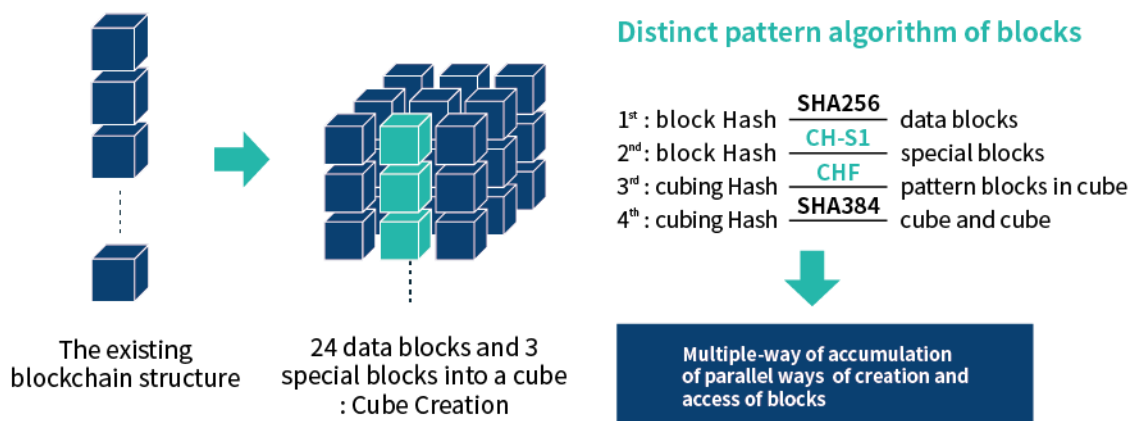 The existing
blockchain structure
24 data blocks and 3
special blocks into a cube
: Cube Creation
Distinct pattern algorithm of blocks
1st : block Hash SHA256 data blocks
2nd : block Hash CH-S1 special blocks
3rd : cubing Hash CHF pattern blocks in cube
4th : cubing Hash SHA384 cube and cube
Multiple-way of accumulation
of parallel ways of creation and
access of blocks